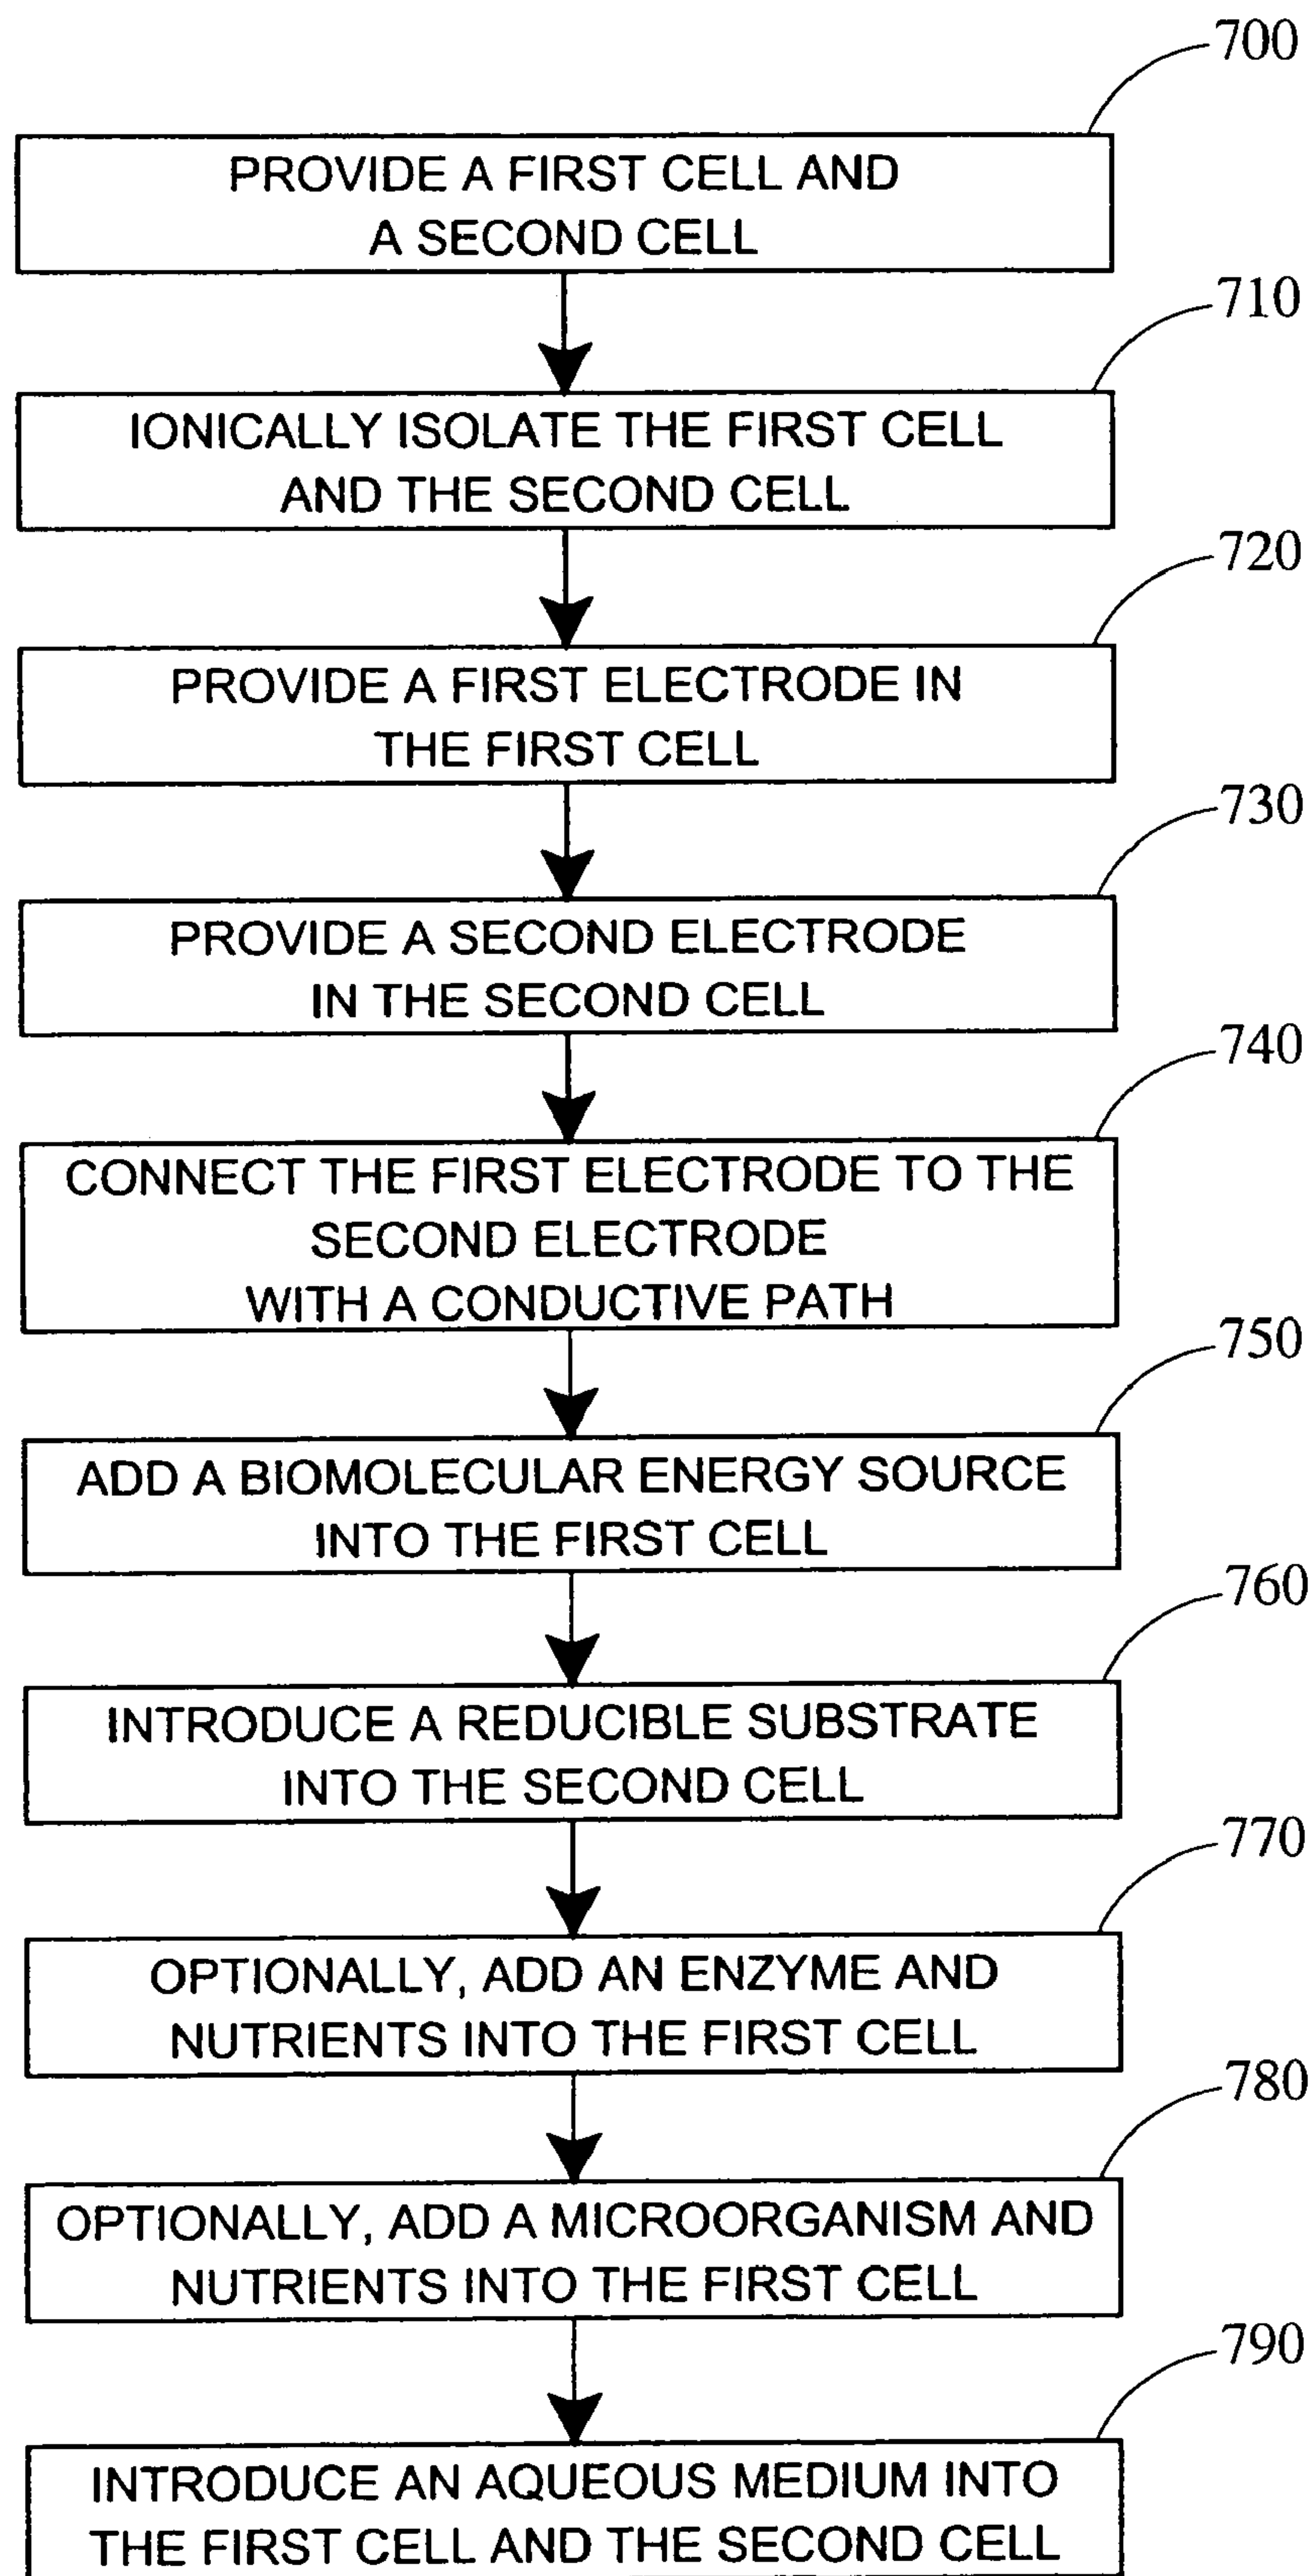 700
PROVIDE A FIRST CELL AND
A SECOND CELL
710
IONICALLY ISOLATE THE FIRST CELL
AND THE SECOND CELL
720
PROVIDE A FIRST ELECTRODE IN
THE FIRST CELL
730
PROVIDE A SECOND ELECTRODE
IN THE SECOND CELL
740
CONNECT THE FIRST ELECTRODE TO THE
SECOND ELECTRODE
WITH A CONDUCTIVE PATH
750
ADD A BIOMOLECULAR ENERGY SOURCE
INTO THE FIRST CELL
760
INTRODUCE A REDUCIBLE SUBSTRATE
INTO THE SECOND CELL
770
OPTIONALLY, ADD AN ENZYME AND
NUTRIENTS INTO THE FIRST CELL
780
OPTIONALLY, ADD A MICROORGANISM AND
NUTRIENTS INTO THE FIRST CELL
790
INTRODUCE AN AQUEOUS MEDIUM INTO
THE FIRST CELL AND THE SECOND CELL